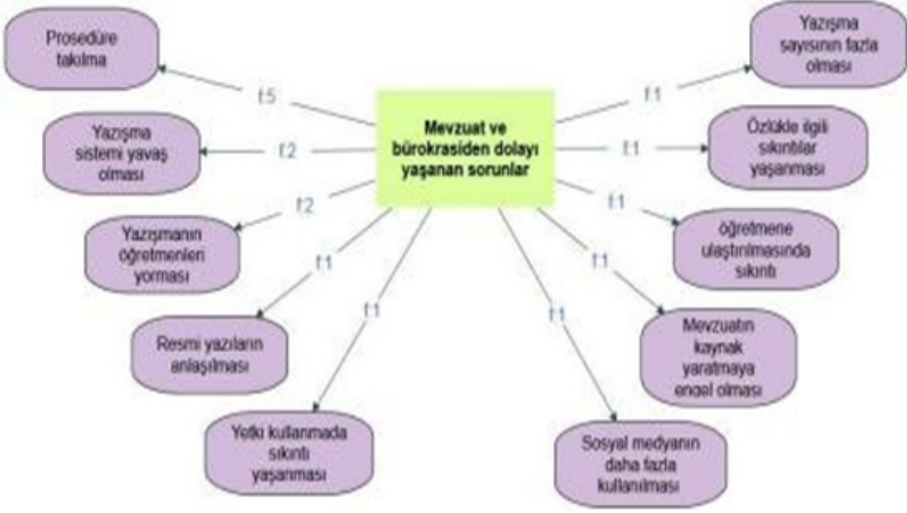 Prosedüre
takılma
f:5
Yazışma
sistemi yavaş
olması
f:2
Yazışmanın
öğretmenleri
yorması
f:2
Resmi yazıların
anlaşılması
f:1
Yetki kullanmada
sıkıntı
yaşanması
f:1
Mevzuat ve
bürokrasiden dolayı
yaşanan sorunlar
Yazışma
sayısının fazla
olması
f:1
Özlükle ilgili
sıkıntılar
yaşanması
f:1
öğretmene
ulaştırılmasında
sıkıntı
f:1
Mevzuatın
kaynak
yaratmaya
engel olması
f:1
Sosyal medyanın
daha fazla
kullanılması
f:1